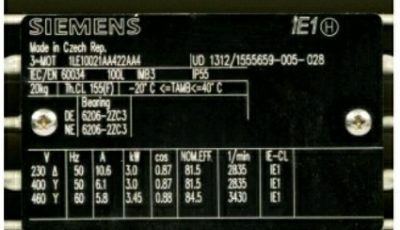 SIEMENS IE1 H
Made in Czech Rep.
3~MOT 1LE10021AA422AA4 UD 1312/1555659-005-028
IEC/EN 60034 100L IMB3 IP55
20kg Th.CL 155(F) -20°C <=TAMB<=40°C
Bearing
DE 6206-2ZC3
NE 6206-2ZC3
V Hz A kW cos NOM.EFF. 1/min IE-CL
230 Δ 50 10.6 3.0 0.87 81.5 2835 IE1
400 Y 50 6.1 3.0 0.87 81.5 2835 IE1
460 Y 60 5.8 3.45 0.88 84.5 3430 IE1